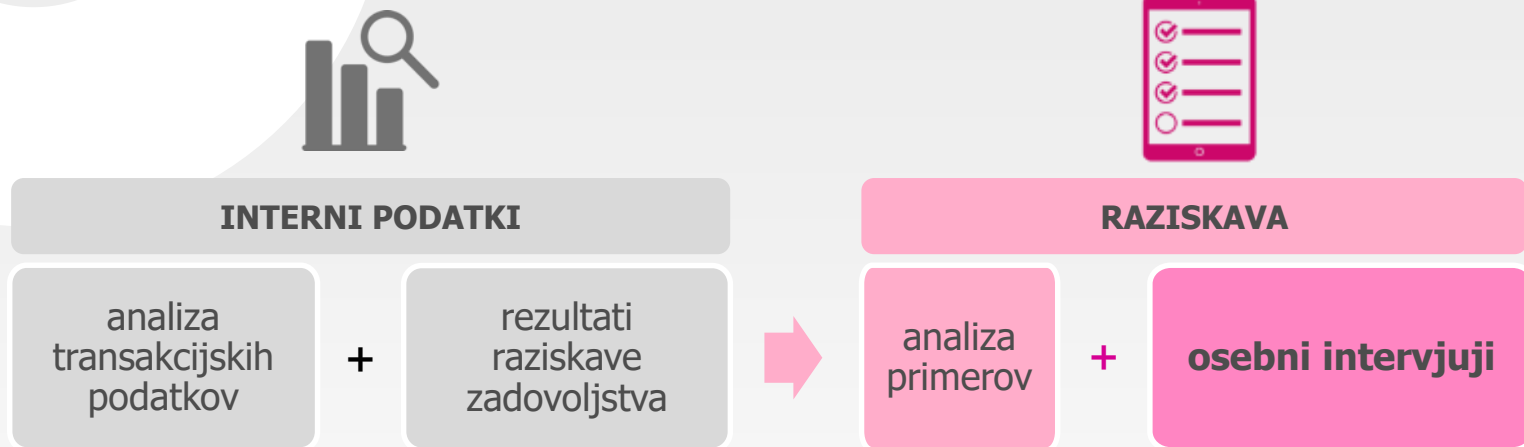 INTERNI PODATKI
analiza
transakcijskih
podatkov
+
rezultati
raziskave
zadovoljstva
RAZISKAVA
analiza
primerov
+
osebni intervjuji